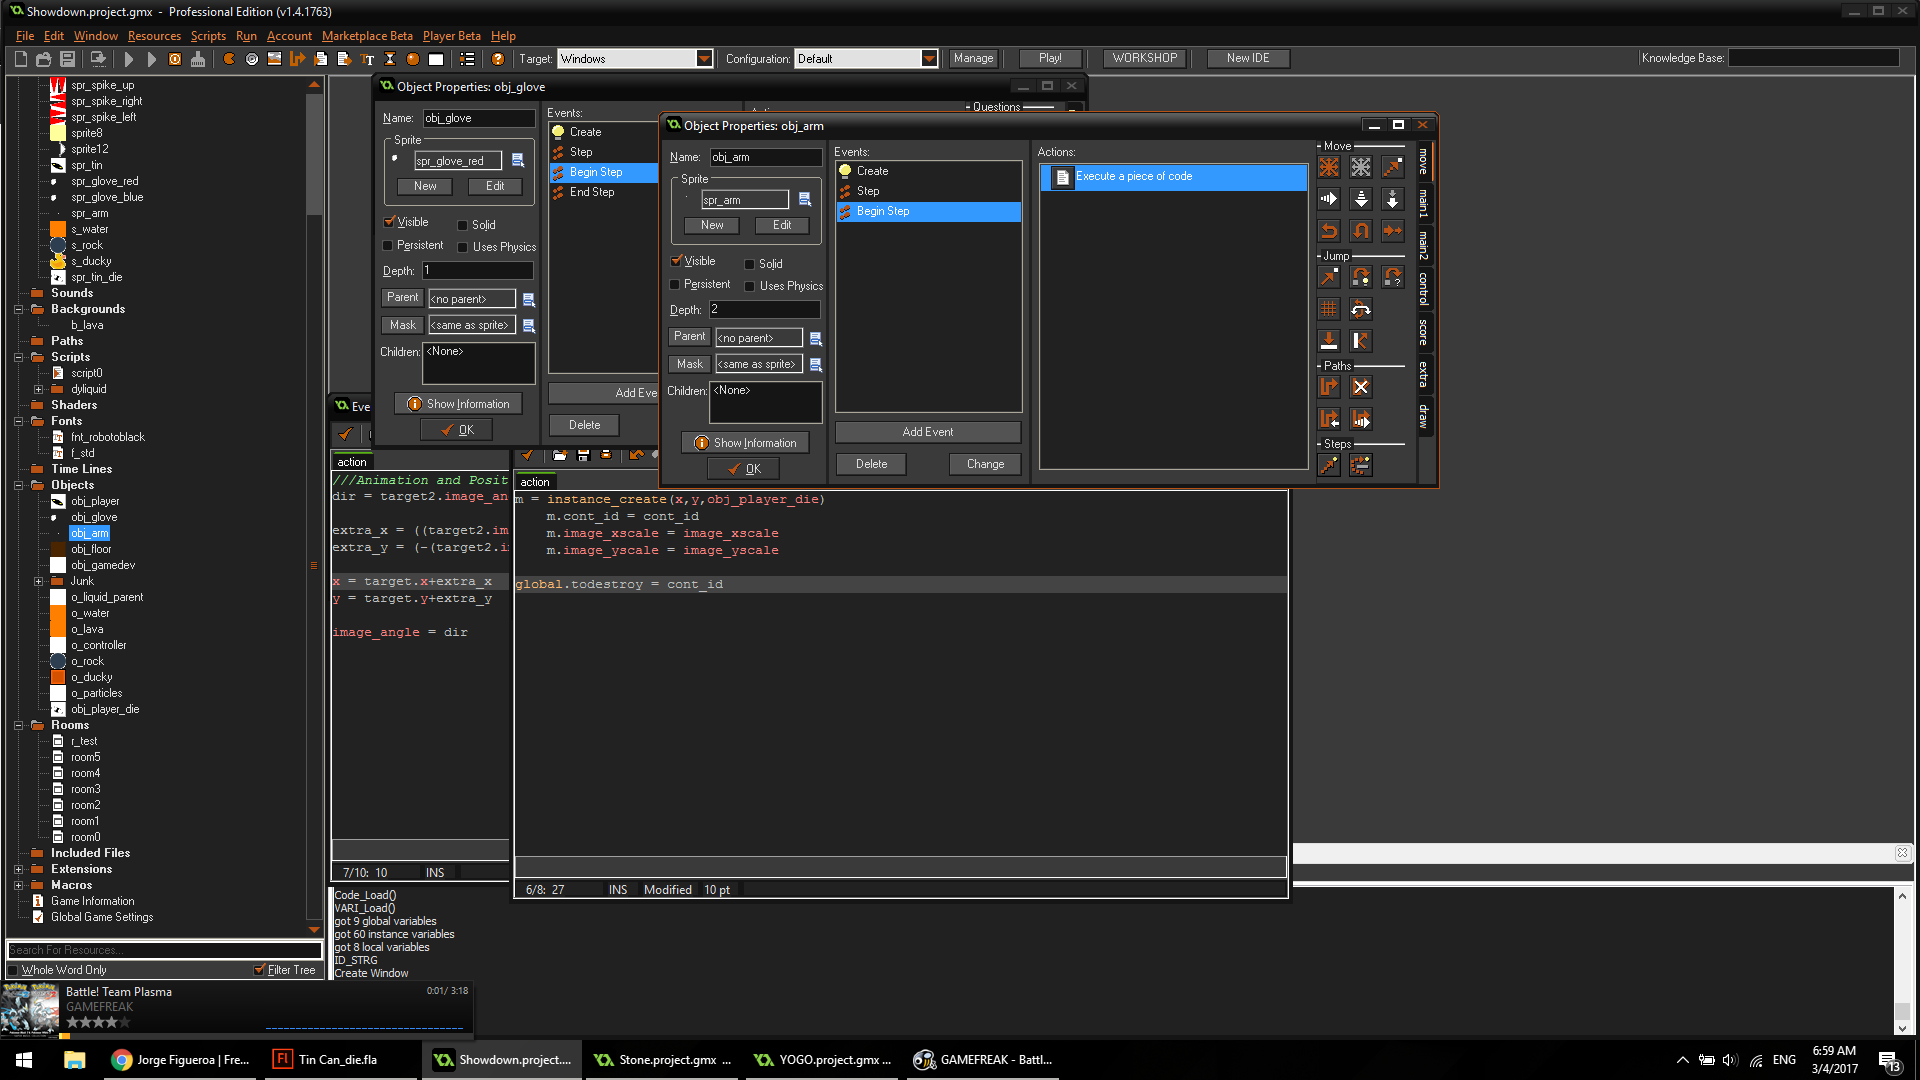 Showdown.project.gmx - Professional Edition (v1.4.1763)
File Edit Window Resources Scripts Run Account Marketplace Beta Player Beta Help
Target: Windows Configuration: Default Manage Play! WORKSHOP New IDE Knowledge Base:
spr_spike_up
spr_spike_right
spr_spike_left
sprite8
sprite12
spr_tin
spr_glove_red
spr_glove_blue
spr_arm
s_water
s_rock
s_ducky
spr_tin_die
Sounds
Backgrounds
b_lava
Paths
Scripts
script0
dyliquid
Shaders
Fonts
fnt_robotoblack
f_std
Time Lines
Objects
obj_player
obj_glove
obj_arm
obj_floor
obj_gamedev
Junk
o_liquid_parent
o_water
o_lava
o_controller
o_rock
o_ducky
o_particles
obj_player_die
Rooms
r_test
room5
room4
room3
room2
room1
room0
Included Files
Extensions
Macros
Game Information
Global Game Settings
Search For Resources...
Whole Word Only Filter Tree
Object Properties: obj_glove
Name: obj_glove
Sprite
spr_glove_red
New Edit
Visible Solid
Persistent Uses Physics
Depth: 1
Parent <no parent>
Mask <same as sprite>
Children: <None>
Show Information
OK
Events:
Create
Step
Begin Step
End Step
Add Eve
Delete
Questions
Object Properties: obj_arm
Name: obj_arm
Sprite
spr_arm
New Edit
Visible Solid
Persistent Uses Physics
Depth: 2
Parent <no parent>
Mask <same as sprite>
Children: <None>
Show Information
OK
Events:
Create
Step
Begin Step
Add Event
Delete Change
Actions:
Execute a piece of code
Move
Jump
Paths
Steps
move
main1
main2
control
score
extra
draw
Eve
action
///Animation and Posit
dir = target2.image_an
extra_x = ((target2.im
extra_y = (-(target2.i
x = target.x+extra_x
y = target.y+extra_y
image_angle = dir
7/10: 10 INS
action
m = instance_create(x,y,obj_player_die)
m.cont_id = cont_id
m.image_xscale = image_xscale
m.image_yscale = image_yscale
global.todestroy = cont_id
6/8: 27 INS Modified 10 pt
Code_Load()
VARI_Load()
got 9 global variables
got 60 instance variables
got 8 local variables
ID_STRG
Create Window
Battle! Team Plasma 0:01/ 3:18
GAMEFREAK
Jorge Figueroa | Fre...
Tin Can_die.fla
Showdown.project....
Stone.project.gmx ...
YOGO.project.gmx ...
GAMEFREAK - Battl...
ENG
6:59 AM
3/4/2017
13